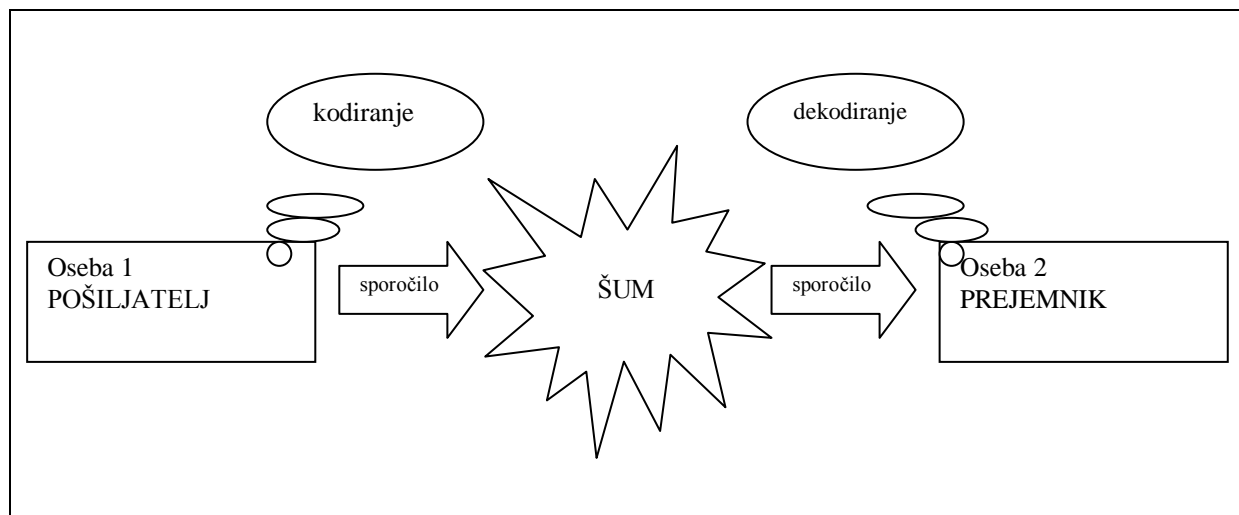 kodiranje
dekodiranje
Oseba 1
POŠILJATELJ
sporočilo
ŠUM
sporočilo
Oseba 2
PREJEMNIK